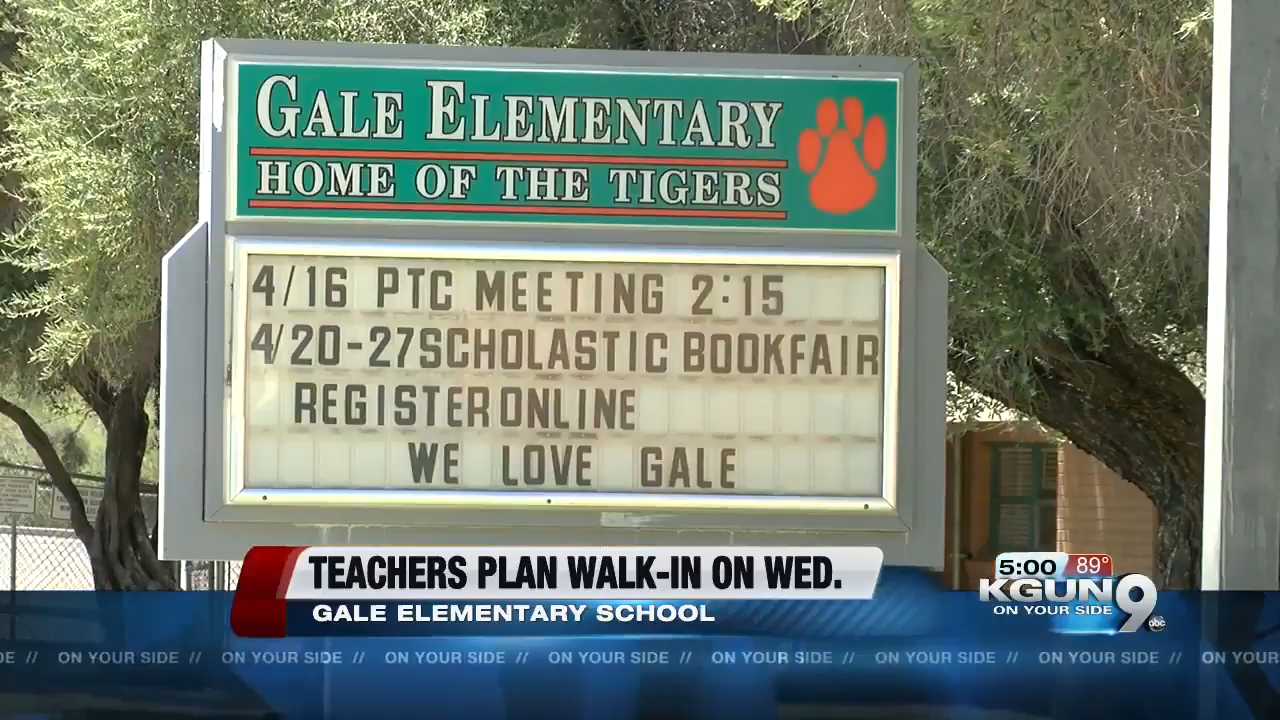 GALE ELEMENTARY
HOME OF THE TIGERS
4/16 PTC MEETING 2:15
4/20-27SCHOLASTIC BOOKFAIR
REGISTERONLINE
WE LOVE GALE
TEACHERS PLAN WALK-IN ON WED.
GALE ELEMENTARY SCHOOL
5:00 89°
KGUN9
ON YOUR SIDE
abc
DE // ON YOUR SIDE // ON YOUR SIDE // ON YOUR SIDE // ON YOUR SIDE // ON YOUR SIDE // ON YOUR SIDE // ON YOUR SIDE // ON YOUR